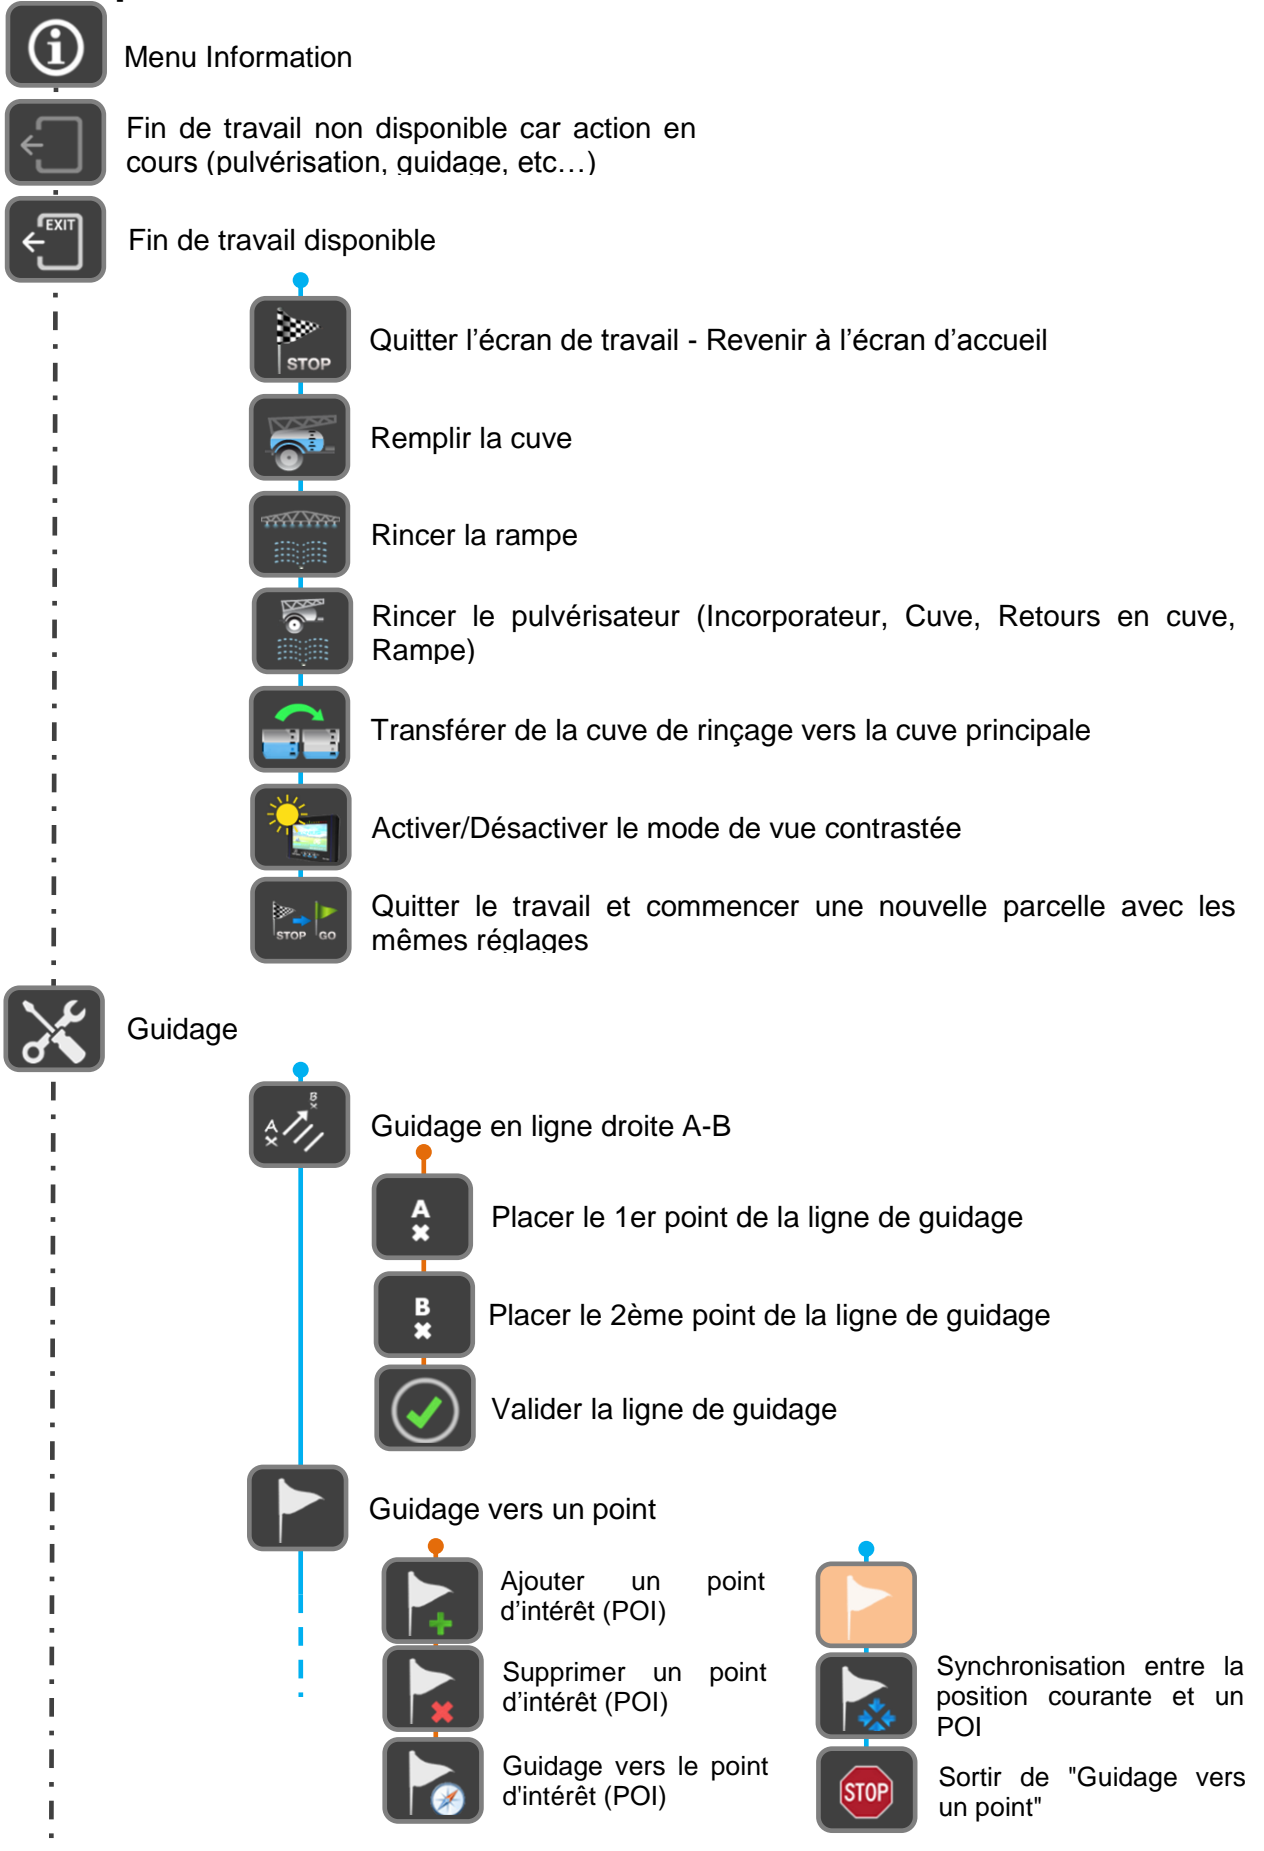 Menu Information
Fin de travail non disponible car action en
cours (pulvérisation, guidage, etc…)
EXIT
Fin de travail disponible
STOP
Quitter l’écran de travail - Revenir à l’écran d’accueil
Remplir la cuve
Rincer la rampe
Rincer le pulvérisateur (Incorporateur, Cuve, Retours en cuve,
Rampe)
Transférer de la cuve de rinçage vers la cuve principale
Activer/Désactiver le mode de vue contrastée
STOP GO
Quitter le travail et commencer une nouvelle parcelle avec les
mêmes réglages
Guidage
A B
Guidage en ligne droite A-B
A
Placer le 1er point de la ligne de guidage
B
Placer le 2ème point de la ligne de guidage
Valider la ligne de guidage
Guidage vers un point
Ajouter un point
d’intérêt (POI)
Supprimer un point
d’intérêt (POI)
Guidage vers le point
d'intérêt (POI)
Synchronisation entre la
position courante et un
POI
STOP
Sortir de "Guidage vers
un point"